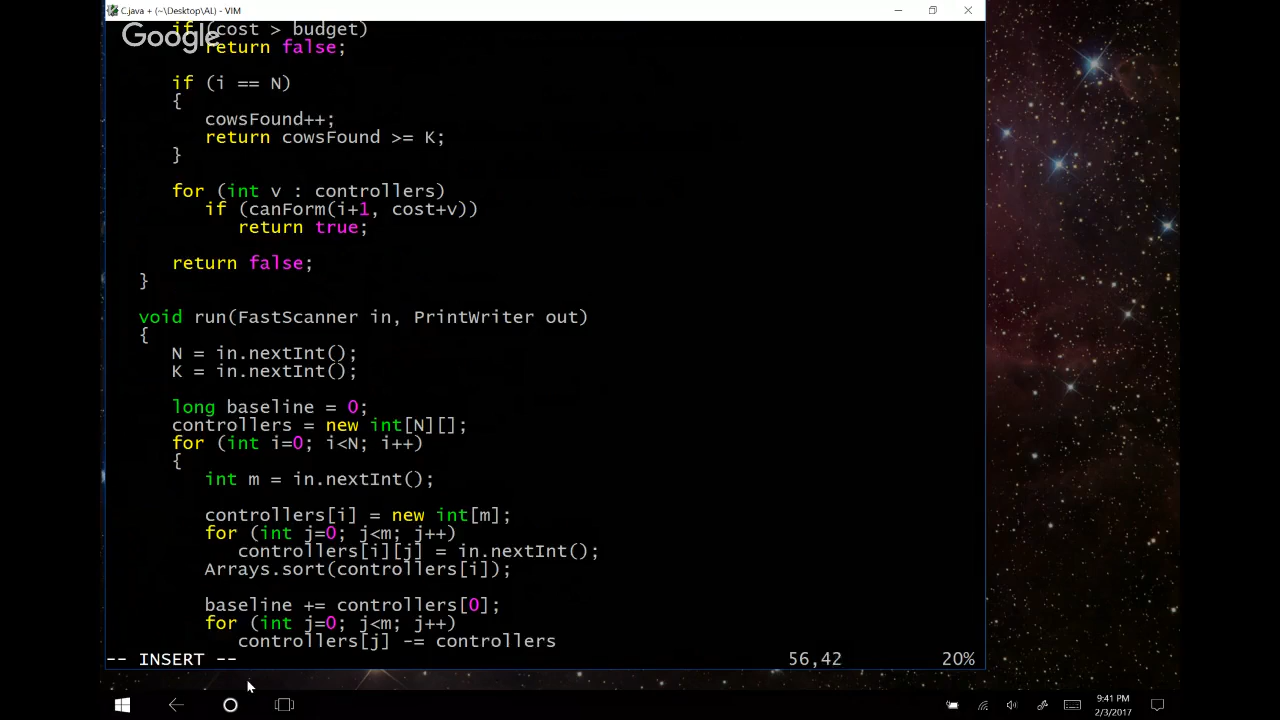 C.java + (~\Desktop\AL) - VIM
if (cost > budget)
Google
return false;
if (i == N)
{
cowsFound++;
return cowsFound >= K;
}
for (int v : controllers)
if (canForm(i+1, cost+v))
return true;
return false;
}
void run(FastScanner in, PrintWriter out)
{
N = in.nextInt();
K = in.nextInt();
long baseline = 0;
controllers = new int[N][];
for (int i=0; i<N; i++)
{
int m = in.nextInt();
controllers[i] = new int[m];
for (int j=0; j<m; j++)
controllers[i][j] = in.nextInt();
Arrays.sort(controllers[i]);
baseline += controllers[0];
for (int j=0; j<m; j++)
controllers[j] -= controllers
-- INSERT -- 56,42 20%
9:41 PM
2/3/2017